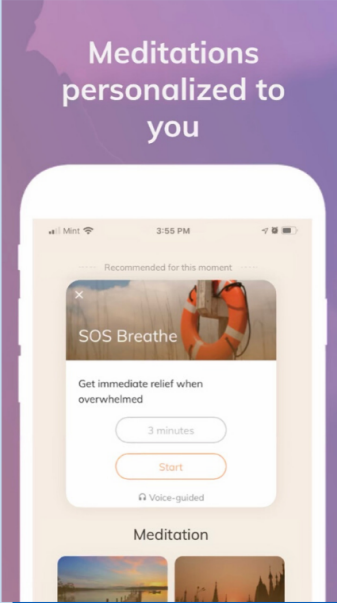 Meditations
personalized to
you
Mint
3:55 PM
Recommended for this moment
SOS Breathe
Get immediate relief when
overwhelmed
3 minutes
Start
Voice-guided
Meditation